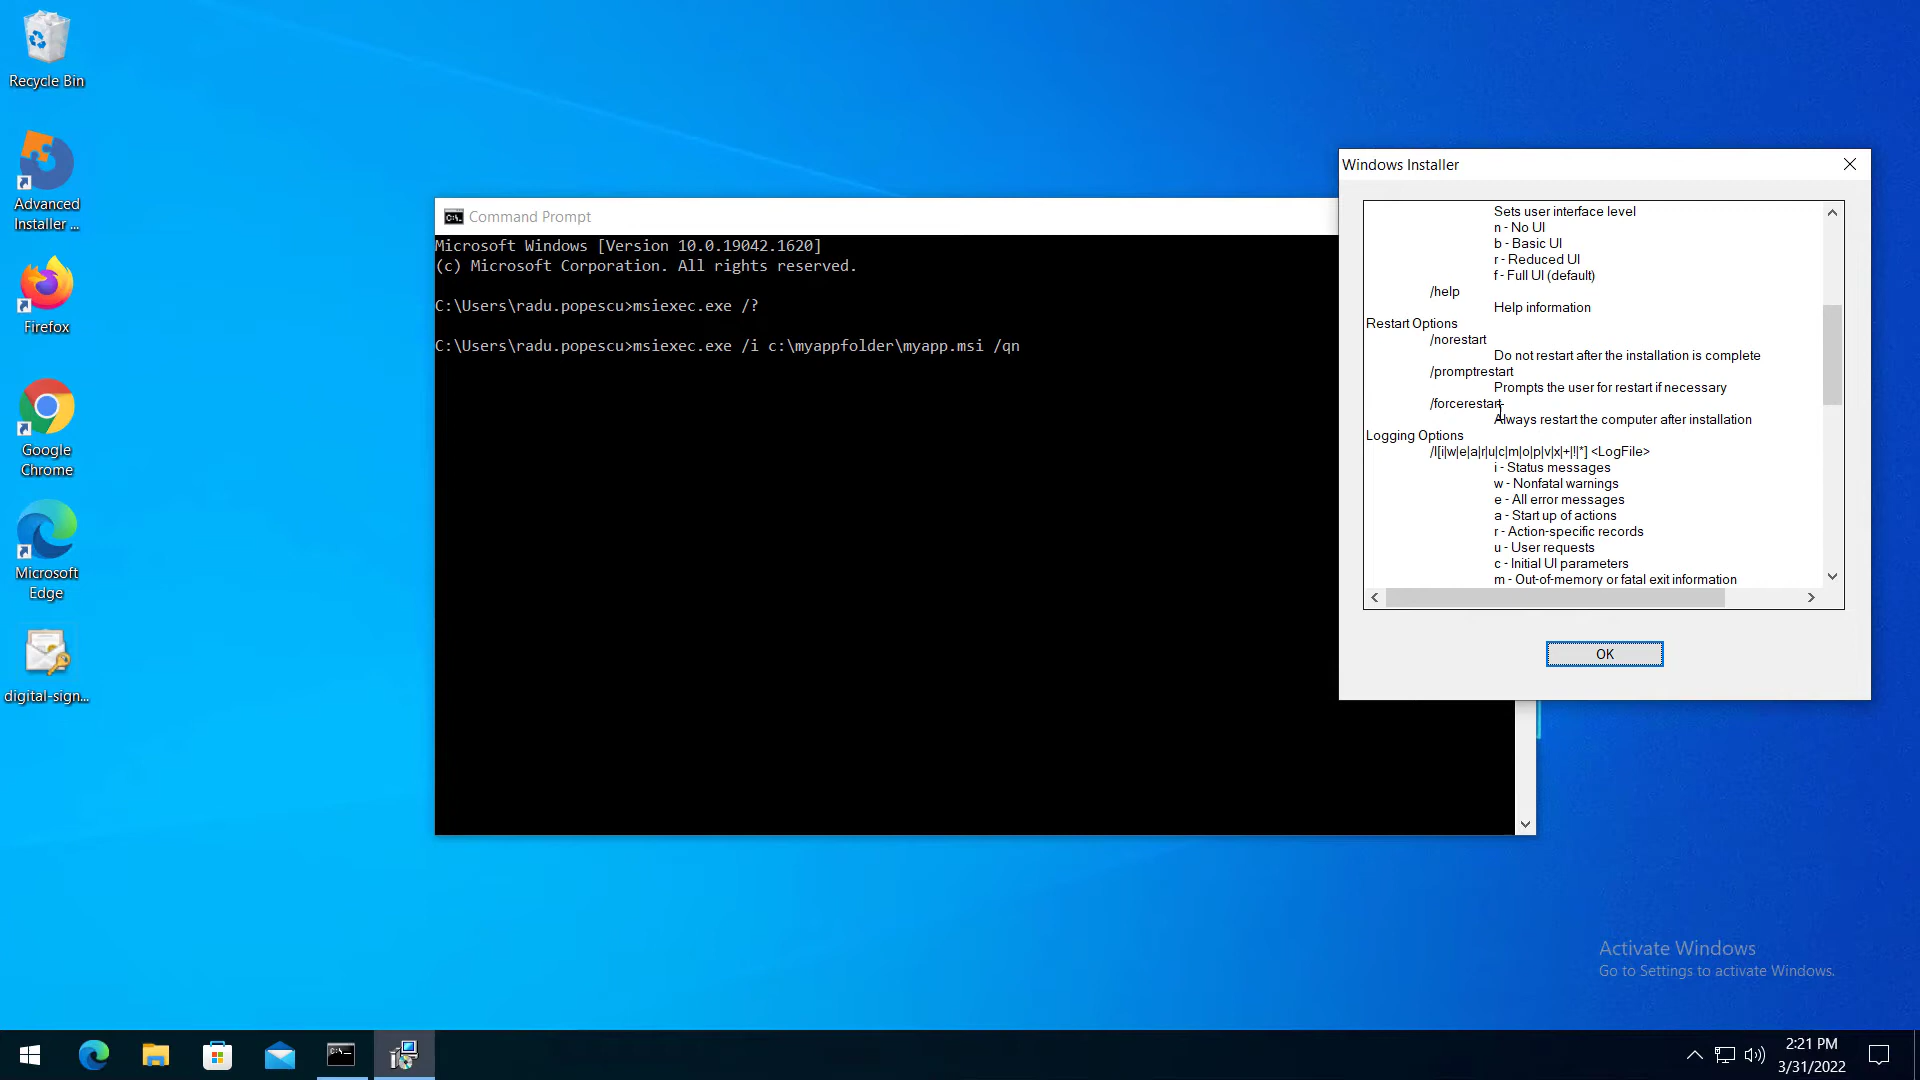 Recycle Bin
Advanced
Installer ...
Firefox
Google
Chrome
Microsoft
Edge
digital-sign...
Command Prompt
Microsoft Windows [Version 10.0.19042.1620]
(c) Microsoft Corporation. All rights reserved.
C:\Users\radu.popescu>msiexec.exe /?
C:\Users\radu.popescu>msiexec.exe /i c:\myappfolder\myapp.msi /qn
Windows Installer
Sets user interface level
n - No UI
b - Basic UI
r - Reduced UI
f - Full UI (default)
/help
Help information
Restart Options
/norestart
Do not restart after the installation is complete
/promptrestart
Prompts the user for restart if necessary
/forcerestart
Always restart the computer after installation
Logging Options
/l[i|w|e|a|r|u|c|m|o|p|v|x|+|!|*] <LogFile>
i - Status messages
w - Nonfatal warnings
e - All error messages
a - Start up of actions
r - Action-specific records
u - User requests
c - Initial UI parameters
m - Out-of-memory or fatal exit information
OK
Activate Windows
Go to Settings to activate Windows.
2:21 PM
3/31/2022